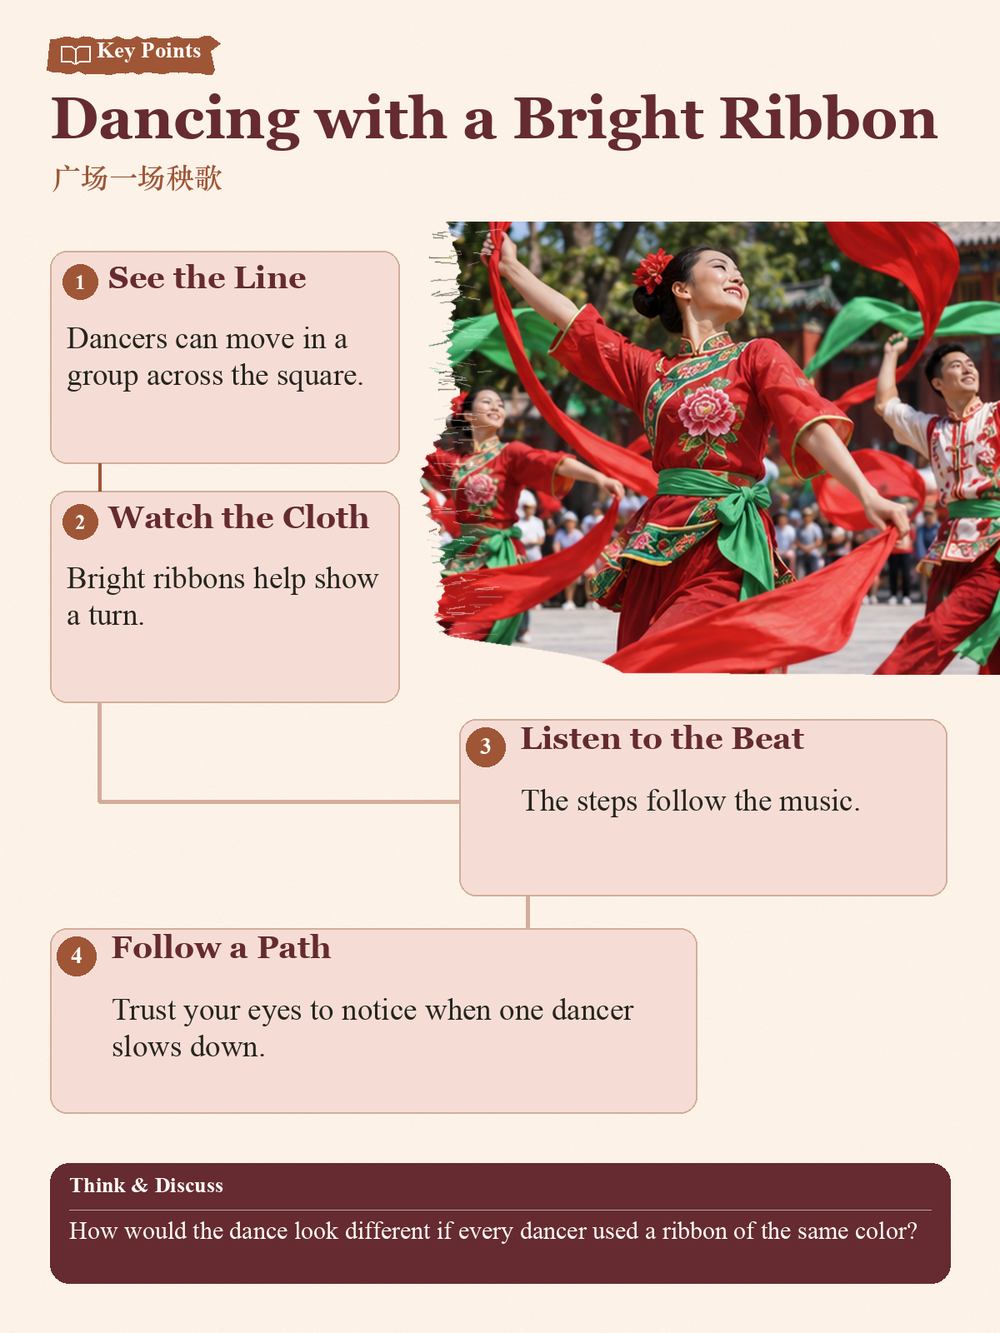 Key Points
Dancing with a Bright Ribbon
广场一场秧歌
1 See the Line
Dancers can move in a
group across the square.
2 Watch the Cloth
Bright ribbons help show
a turn.
3 Listen to the Beat
The steps follow the music.
4 Follow a Path
Trust your eyes to notice when one dancer
slows down.
Think & Discuss
How would the dance look different if every dancer used a ribbon of the same color?